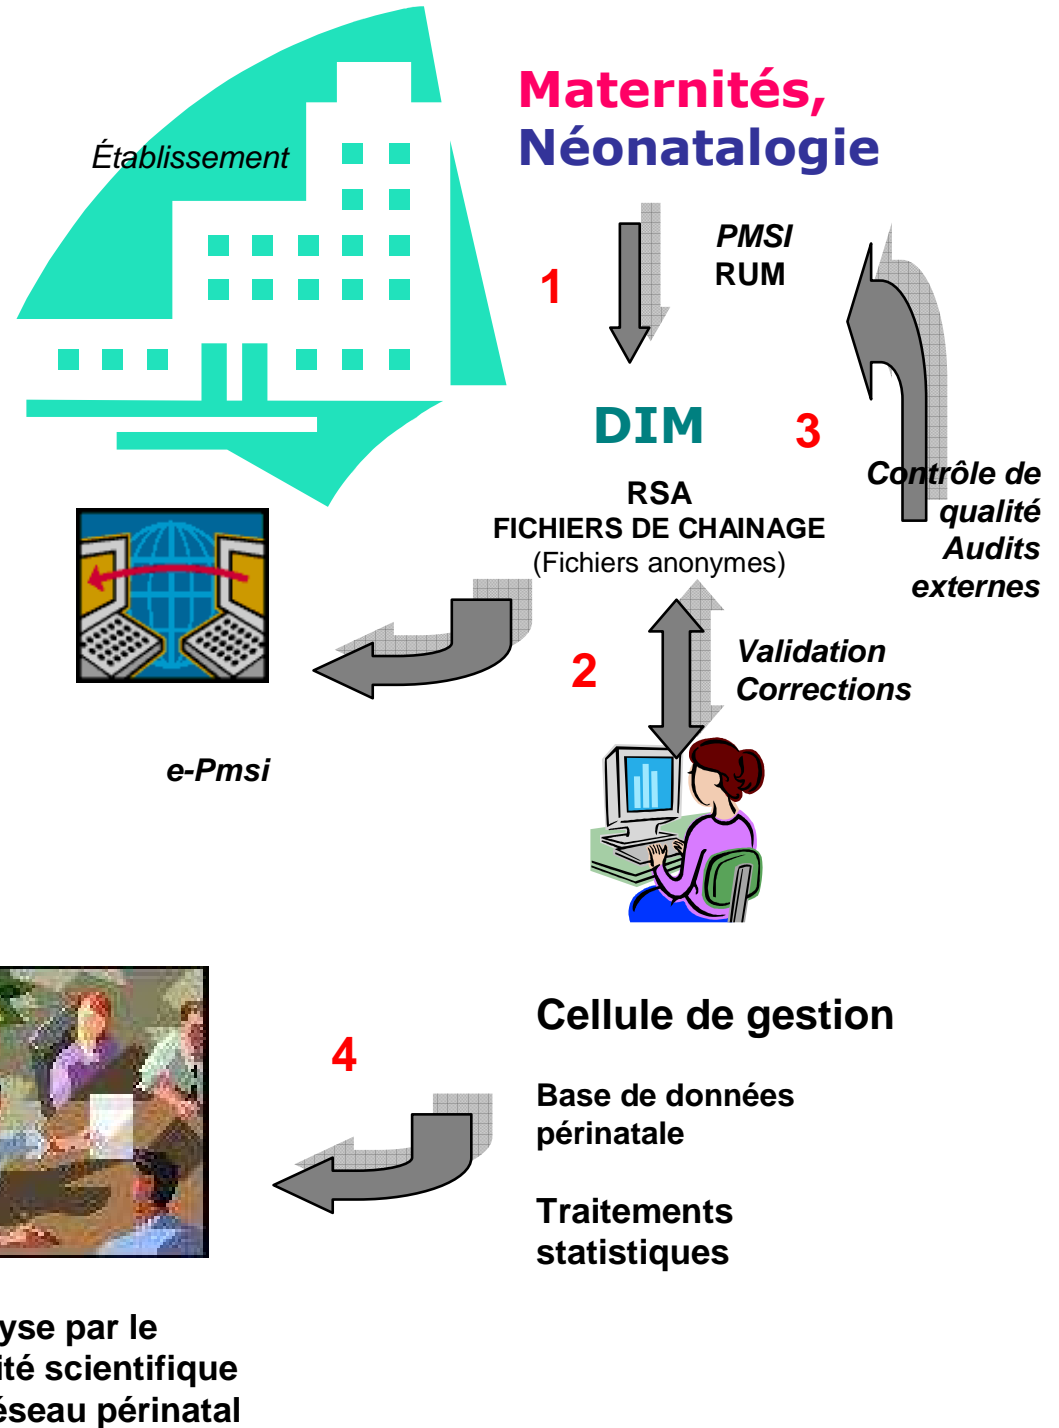 Maternités,
Néonatalogie
Établissement
PMSI
RUM
1
DIM
3
Contrôle de
qualité
Audits
externes
RSA
FICHIERS DE CHAINAGE
(Fichiers anonymes)
2
Validation
Corrections
e-Pmsi
Cellule de gestion
4
Base de données
périnatale
Traitements
statistiques
yse par le
ité scientifique
éseau périnatal